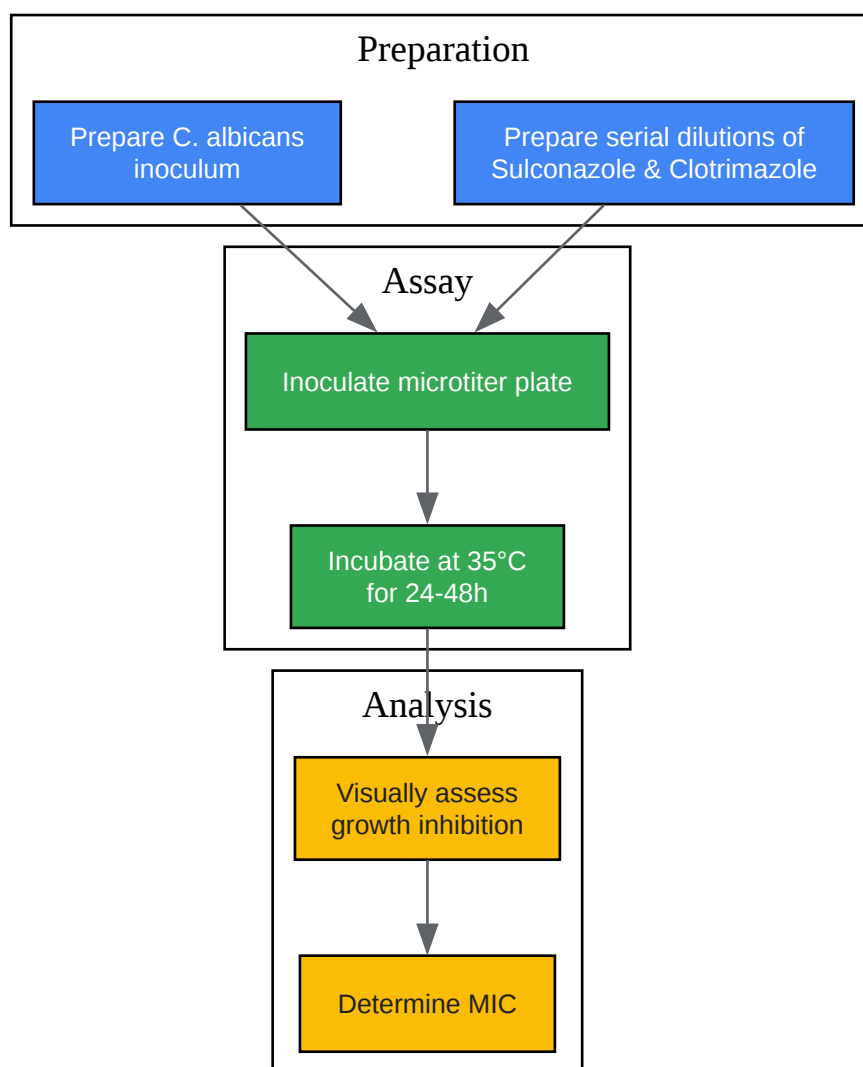 Preparation
Prepare C. albicans
inoculum
Prepare serial dilutions of
Sulconazole & Clotrimazole
Assay
Inoculate microtiter plate
Incubate at 35°C
for 24-48h
Analysis
Visually assess
growth inhibition
Determine MIC